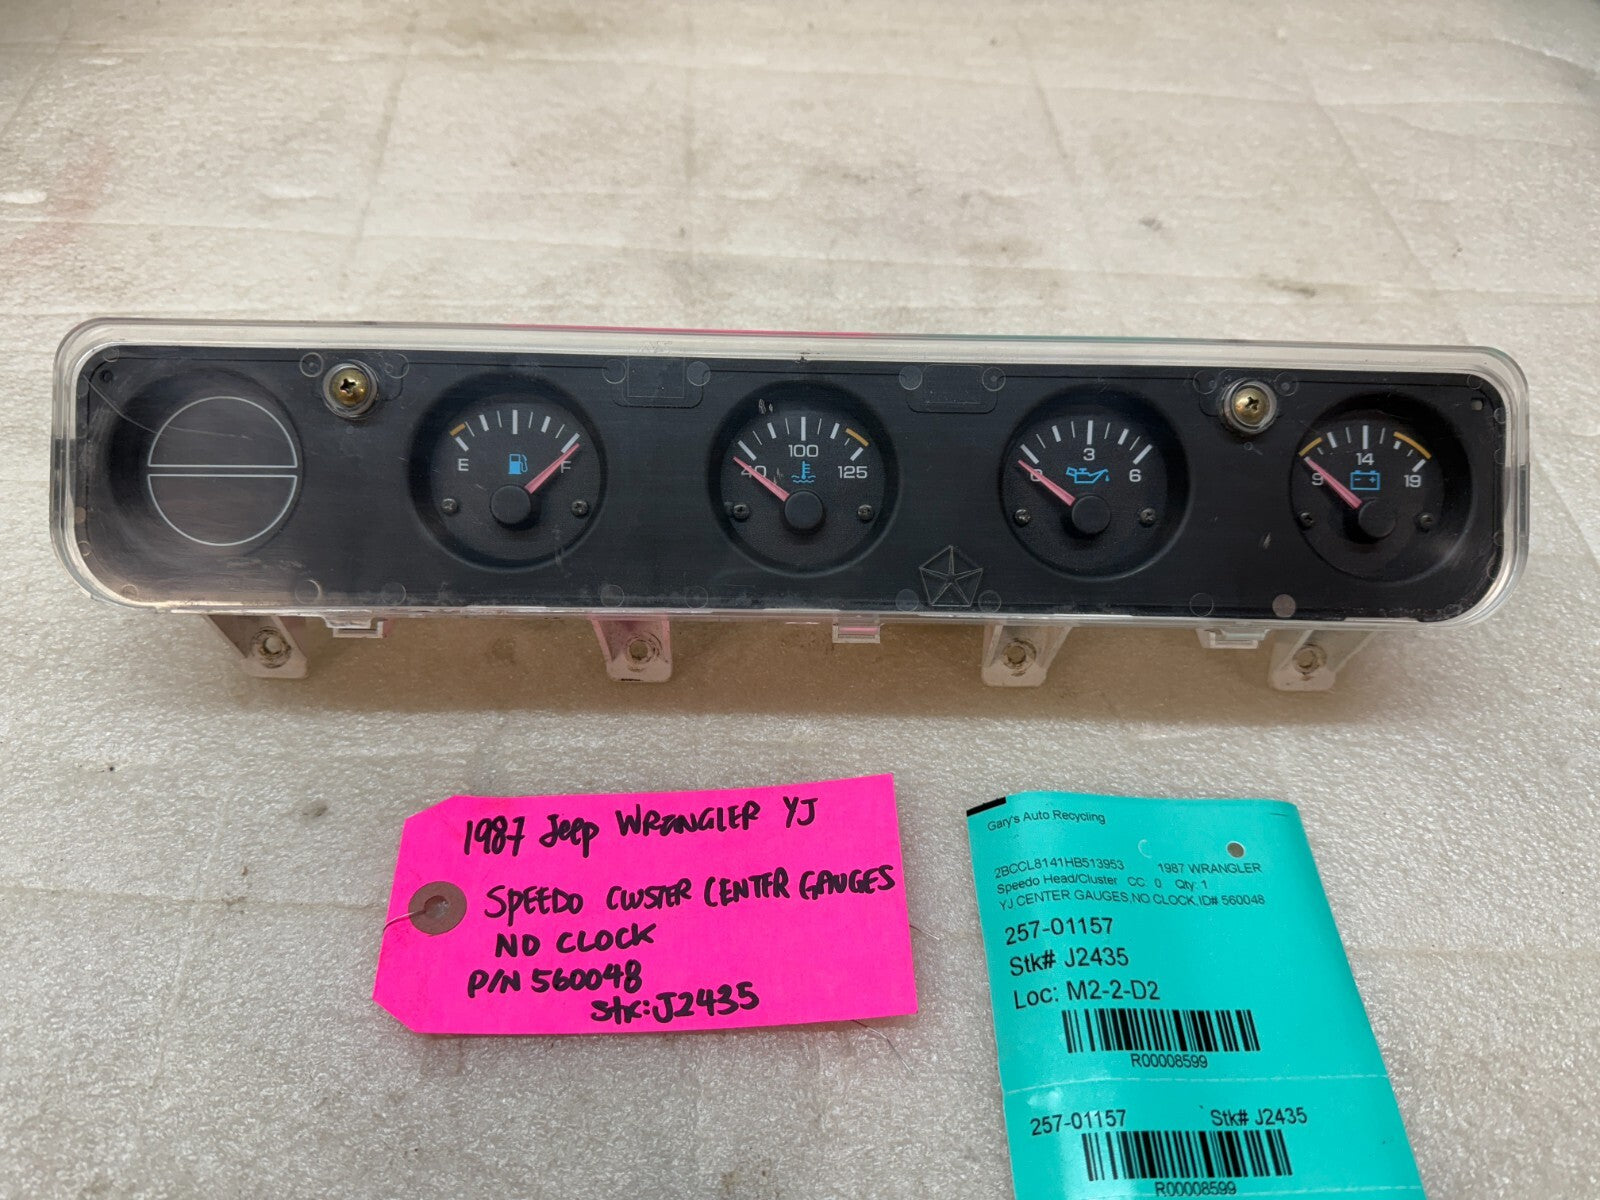 E F
100
40 125
3
0 6
14
9 19
1987 Jeep WRANGLER YJ
SPEEDO CLUSTER CENTER GAUGES
NO CLOCK
P/N 560048
Stk: J2435
Gary's Auto Recycling
2BCCL8141HB513953 1987 WRANGLER
Speedo Head/Cluster CC: 0 Qty: 1
YJ CENTER GAUGES,NO CLOCK,ID# 560048
257-01157
Stk# J2435
Loc: M2-2-D2
R00008599
257-01157 Stk# J2435
R00008599